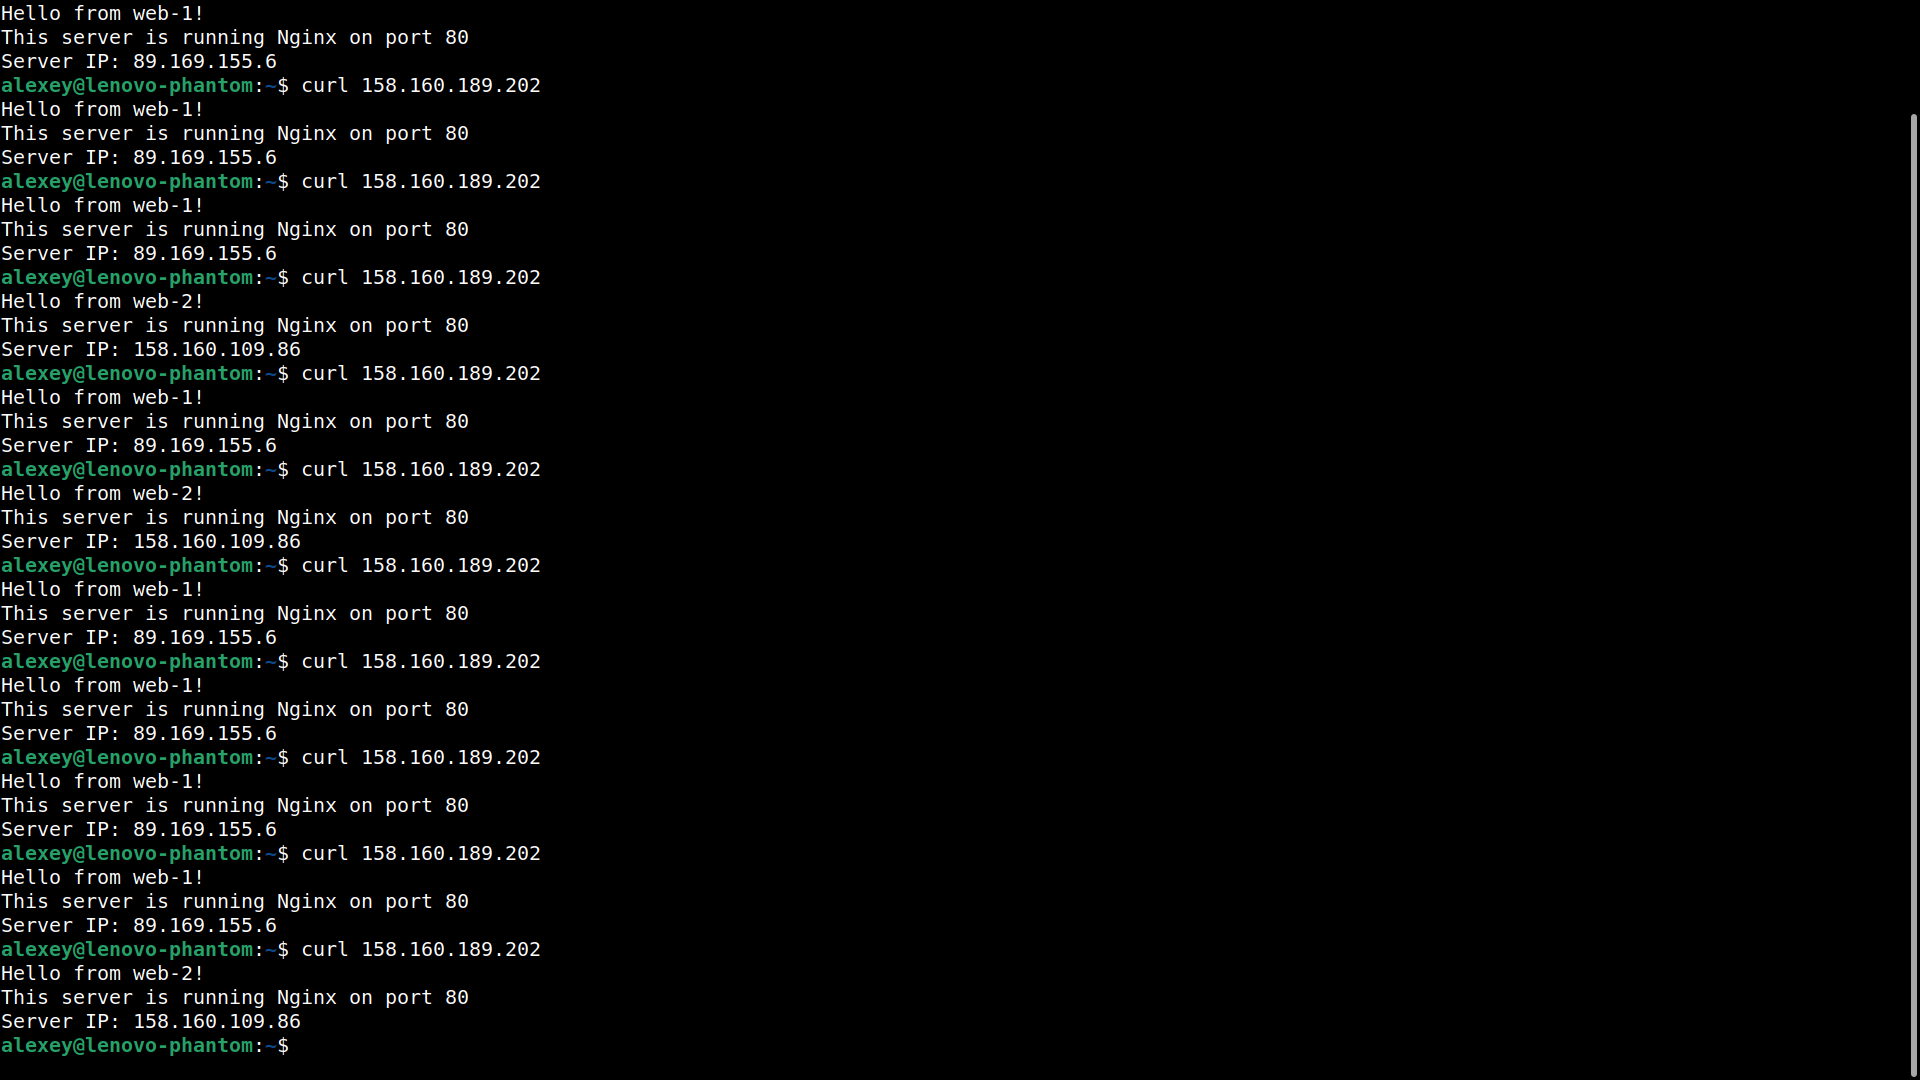 Hello from web-1!
This server is running Nginx on port 80
Server IP: 89.169.155.6
alexey@lenovo-phantom:~$ curl 158.160.189.202
Hello from web-1!
This server is running Nginx on port 80
Server IP: 89.169.155.6
alexey@lenovo-phantom:~$ curl 158.160.189.202
Hello from web-1!
This server is running Nginx on port 80
Server IP: 89.169.155.6
alexey@lenovo-phantom:~$ curl 158.160.189.202
Hello from web-2!
This server is running Nginx on port 80
Server IP: 158.160.109.86
alexey@lenovo-phantom:~$ curl 158.160.189.202
Hello from web-1!
This server is running Nginx on port 80
Server IP: 89.169.155.6
alexey@lenovo-phantom:~$ curl 158.160.189.202
Hello from web-2!
This server is running Nginx on port 80
Server IP: 158.160.109.86
alexey@lenovo-phantom:~$ curl 158.160.189.202
Hello from web-1!
This server is running Nginx on port 80
Server IP: 89.169.155.6
alexey@lenovo-phantom:~$ curl 158.160.189.202
Hello from web-1!
This server is running Nginx on port 80
Server IP: 89.169.155.6
alexey@lenovo-phantom:~$ curl 158.160.189.202
Hello from web-1!
This server is running Nginx on port 80
Server IP: 89.169.155.6
alexey@lenovo-phantom:~$ curl 158.160.189.202
Hello from web-1!
This server is running Nginx on port 80
Server IP: 89.169.155.6
alexey@lenovo-phantom:~$ curl 158.160.189.202
Hello from web-2!
This server is running Nginx on port 80
Server IP: 158.160.109.86
alexey@lenovo-phantom:~$